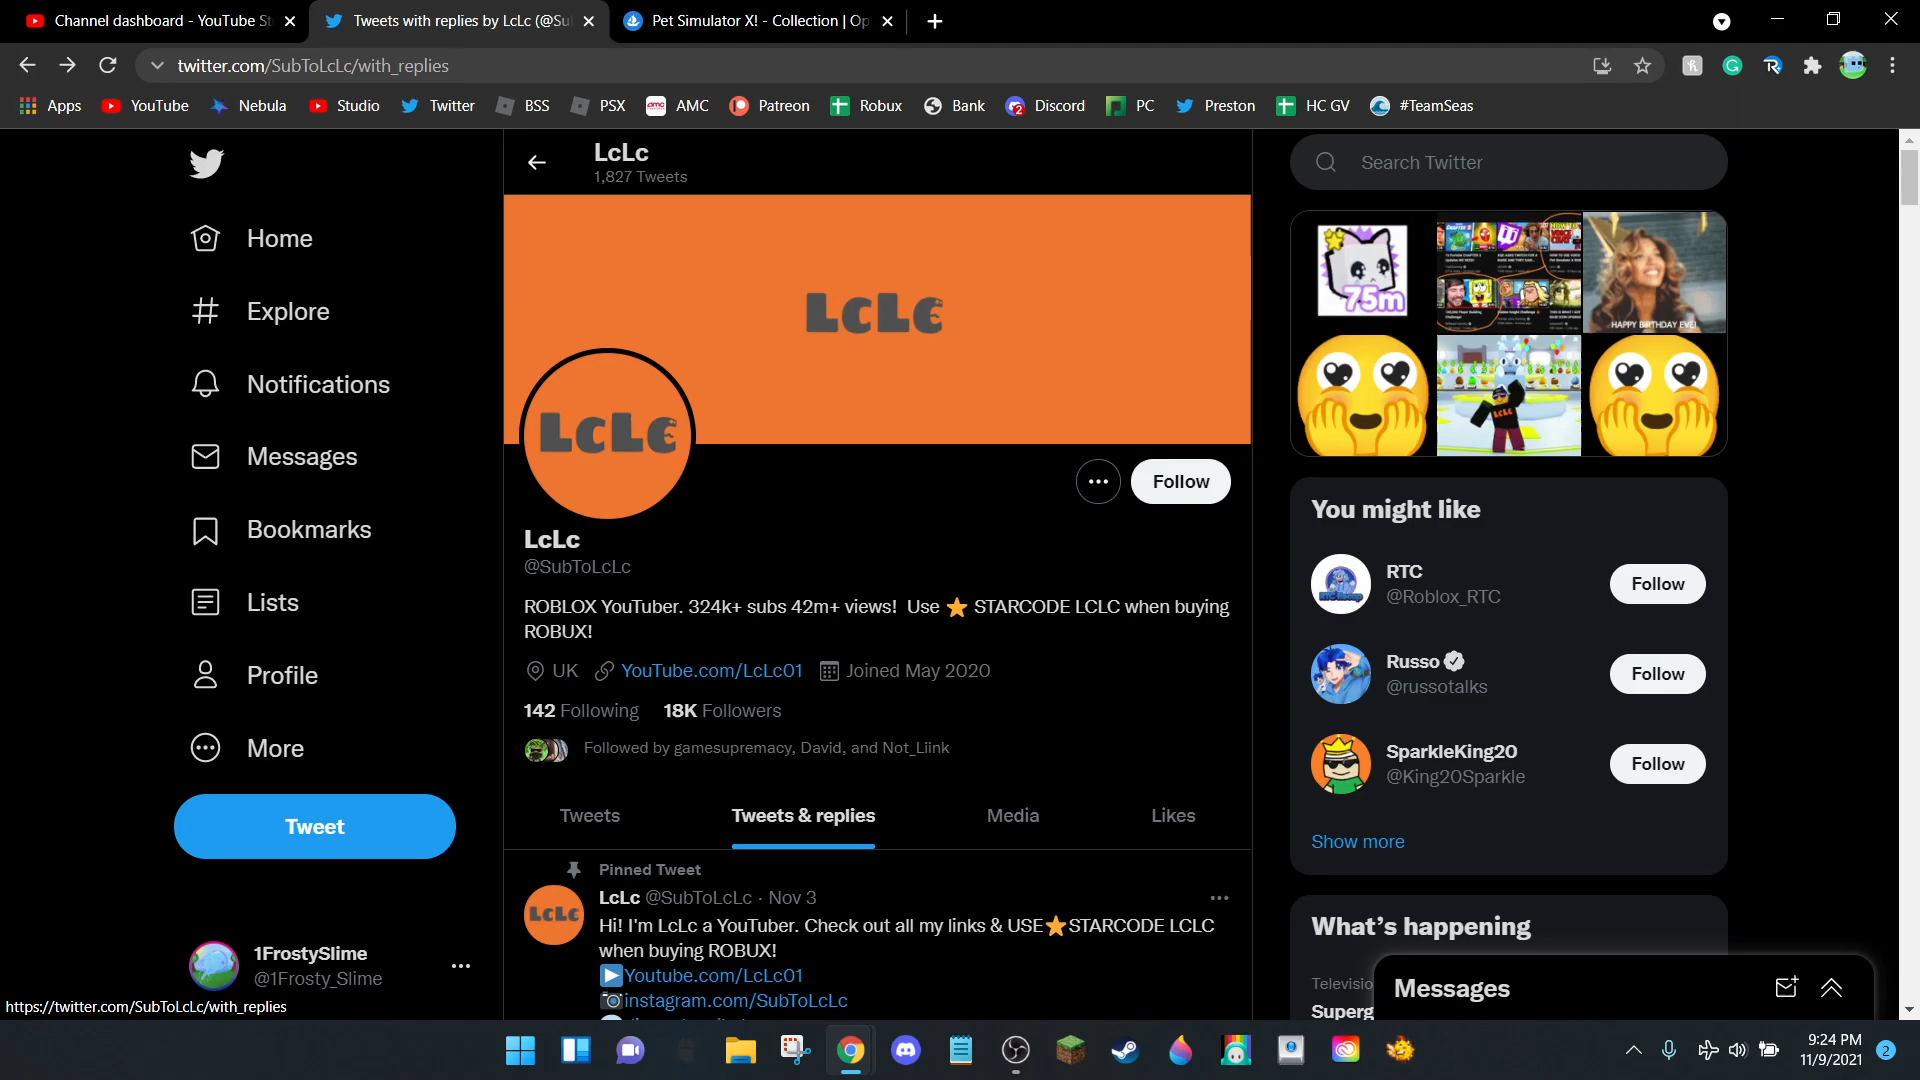 Channel dashboard - YouTube St
Tweets with replies by LcLc (@Su
Pet Simulator X! - Collection | Op
twitter.com/SubToLcLc/with_replies
Apps
YouTube
Nebula
Studio
Twitter
BSS
PSX
AMC
Patreon
Robux
Bank
Discord
PC
Preston
HC GV
#TeamSeas
Home
Explore
Notifications
Messages
Bookmarks
Lists
Profile
More
Tweet
1FrostySlime
@1Frosty_Slime
https://twitter.com/SubToLcLc/with_replies
LcLc
1,827 Tweets
LcLc
LcLc
Follow
LcLc
@SubToLcLc
ROBLOX YouTuber. 324k+ subs 42m+ views! Use ⭐ STARCODE LCLC when buying
ROBUX!
UK YouTube.com/LcLc01 Joined May 2020
142 Following 18K Followers
Followed by gamesupremacy, David, and Not_Liink
Tweets
Tweets & replies
Media
Likes
Pinned Tweet
LcLc @SubToLcLc · Nov 3
LcLc
Hi! I'm LcLc a YouTuber. Check out all my links & USE⭐STARCODE LCLC
when buying ROBUX!
▶Youtube.com/LcLc01
📷instagram.com/SubToLcLc
Search Twitter
75m
HAPPY BIRTHDAY EVE!
LCLC
You might like
RTC
@Roblox_RTC
Follow
Russo
@russotalks
Follow
SparkleKing20
@King20Sparkle
Follow
Show more
What's happening
Televisio
Superg
Messages
9:24 PM
11/9/2021
2